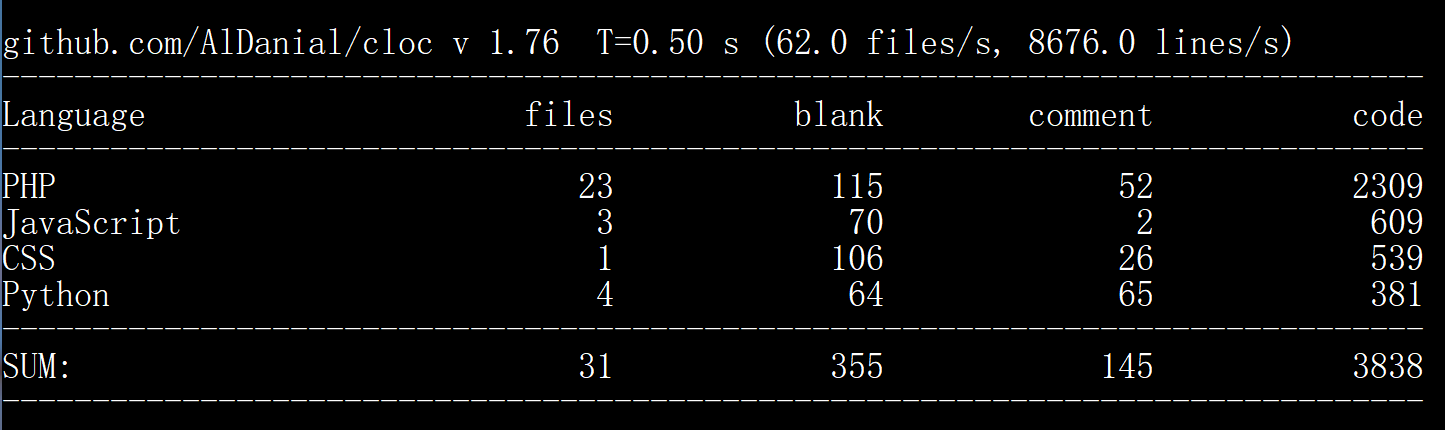 github.com/AlDanial/cloc v 1.76  T=0.50 s (62.0 files/s, 8676.0 lines/s)
-------------------------------------------------------------------------------
Language                     files          blank        comment           code
-------------------------------------------------------------------------------
PHP                             23            115             52           2309
JavaScript                       3             70              2            609
CSS                              1            106             26            539
Python                           4             64             65            381
-------------------------------------------------------------------------------
SUM:                            31            355            145           3838
-------------------------------------------------------------------------------